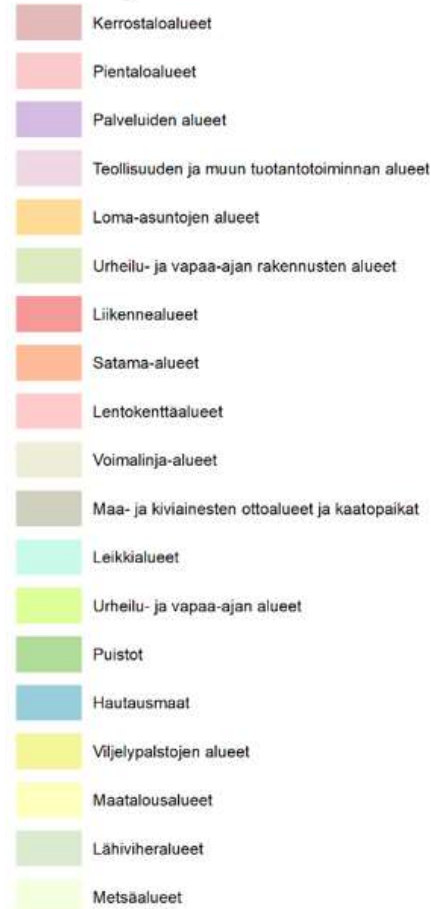 Kerrostaloalueet
Pientaloalueet
Palveluiden alueet
Teollisuuden ja muun tuotantotoiminnan alueet
Loma-asuntojen alueet
Urheilu- ja vapaa-ajan rakennusten alueet
Liikennealueet
Satama-alueet
Lentokenttäalueet
Voimalinja-alueet
Maa- ja kiviainesten ottoalueet ja kaatopaikat
Leikkialueet
Urheilu- ja vapaa-ajan alueet
Puistot
Hautausmaat
Viljelypalstojen alueet
Maatalousalueet
Lähiviheralueet
Metsäalueet